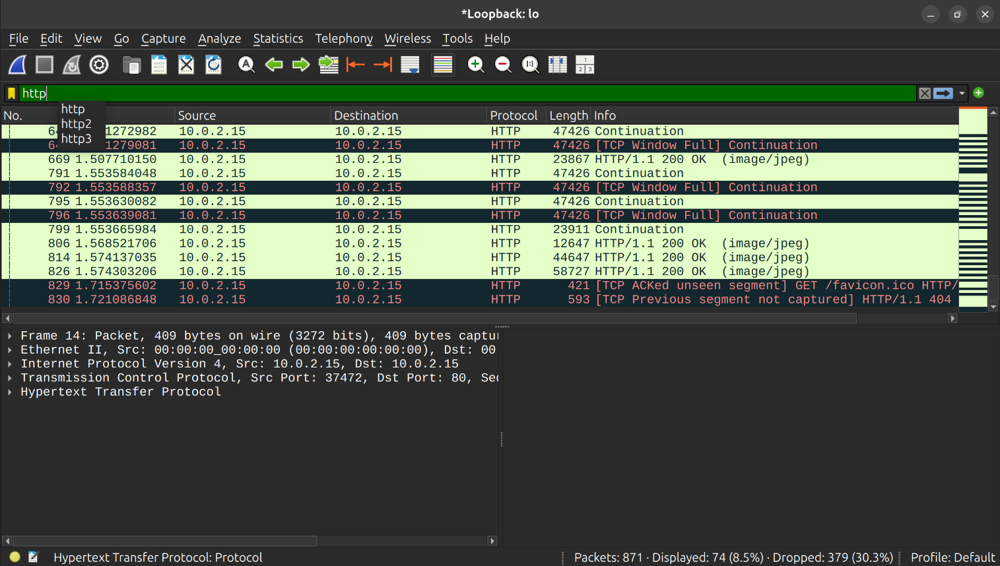 *Loopback: lo
File Edit View Go Capture Analyze Statistics Telephony Wireless Tools Help
http
http
http2
http3
No. Source Destination Protocol Length Info
1272982 10.0.2.15 10.0.2.15 HTTP 47426 Continuation
1279081 10.0.2.15 10.0.2.15 HTTP 47426 [TCP Window Full] Continuation
669 1.507710150 10.0.2.15 10.0.2.15 HTTP 23867 HTTP/1.1 200 OK (image/jpeg)
791 1.553584048 10.0.2.15 10.0.2.15 HTTP 47426 Continuation
792 1.553588357 10.0.2.15 10.0.2.15 HTTP 47426 [TCP Window Full] Continuation
795 1.553630082 10.0.2.15 10.0.2.15 HTTP 47426 Continuation
796 1.553639081 10.0.2.15 10.0.2.15 HTTP 47426 [TCP Window Full] Continuation
799 1.553665984 10.0.2.15 10.0.2.15 HTTP 23911 Continuation
806 1.568521706 10.0.2.15 10.0.2.15 HTTP 12647 HTTP/1.1 200 OK (image/jpeg)
814 1.574137035 10.0.2.15 10.0.2.15 HTTP 44647 HTTP/1.1 200 OK (image/jpeg)
826 1.574303206 10.0.2.15 10.0.2.15 HTTP 58727 HTTP/1.1 200 OK (image/jpeg)
829 1.715375602 10.0.2.15 10.0.2.15 HTTP 421 [TCP ACKed unseen segment] GET /favicon.ico HTTP/
830 1.721086848 10.0.2.15 10.0.2.15 HTTP 593 [TCP Previous segment not captured] HTTP/1.1 404
Frame 14: Packet, 409 bytes on wire (3272 bits), 409 bytes captu
Ethernet II, Src: 00:00:00_00:00:00 (00:00:00:00:00:00), Dst: 00
Internet Protocol Version 4, Src: 10.0.2.15, Dst: 10.0.2.15
Transmission Control Protocol, Src Port: 37472, Dst Port: 80, Seq
Hypertext Transfer Protocol
Hypertext Transfer Protocol: Protocol Packets: 871 · Displayed: 74 (8.5%) · Dropped: 379 (30.3%) Profile: Default